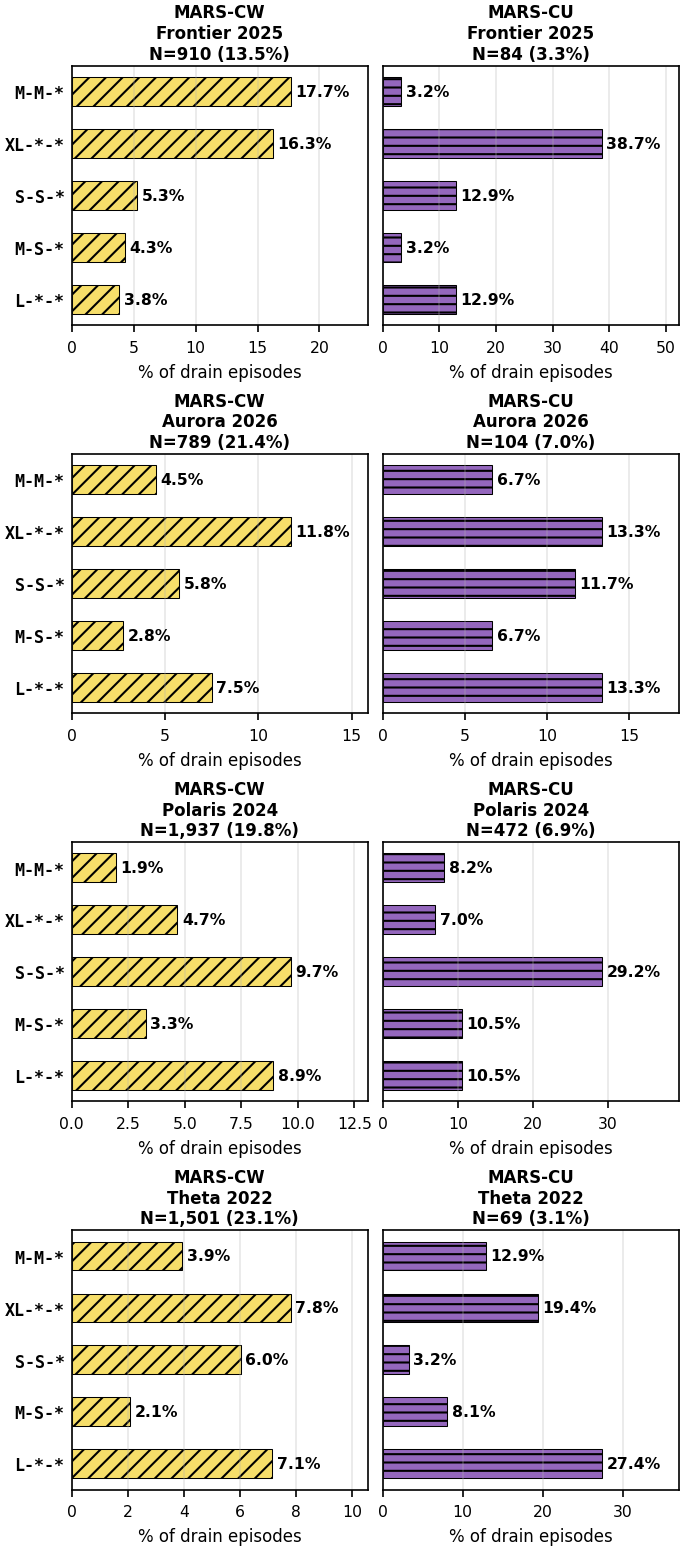 MARS-CW
Frontier 2025
N=910 (13.5%)
MARS-CU
Frontier 2025
N=84 (3.3%)
M-M-* 17.7% 3.2%
XL-*-* 16.3% 38.7%
S-S-* 5.3% 12.9%
M-S-* 4.3% 3.2%
L-*-* 3.8% 12.9%
0 5 10 15 20
0 10 20 30 40 50
% of drain episodes
% of drain episodes
MARS-CW
Aurora 2026
N=789 (21.4%)
MARS-CU
Aurora 2026
N=104 (7.0%)
M-M-* 4.5% 6.7%
XL-*-* 11.8% 13.3%
S-S-* 5.8% 11.7%
M-S-* 2.8% 6.7%
L-*-* 7.5% 13.3%
0 5 10 15
0 5 10 15
% of drain episodes
% of drain episodes
MARS-CW
Polaris 2024
N=1,937 (19.8%)
MARS-CU
Polaris 2024
N=472 (6.9%)
M-M-* 1.9% 8.2%
XL-*-* 4.7% 7.0%
S-S-* 9.7% 29.2%
M-S-* 3.3% 10.5%
L-*-* 8.9% 10.5%
0.0 2.5 5.0 7.5 10.0 12.5
0 10 20 30
% of drain episodes
% of drain episodes
MARS-CW
Theta 2022
N=1,501 (23.1%)
MARS-CU
Theta 2022
N=69 (3.1%)
M-M-* 3.9% 12.9%
XL-*-* 7.8% 19.4%
S-S-* 6.0% 3.2%
M-S-* 2.1% 8.1%
L-*-* 7.1% 27.4%
0 2 4 6 8 10
0 10 20 30
% of drain episodes
% of drain episodes